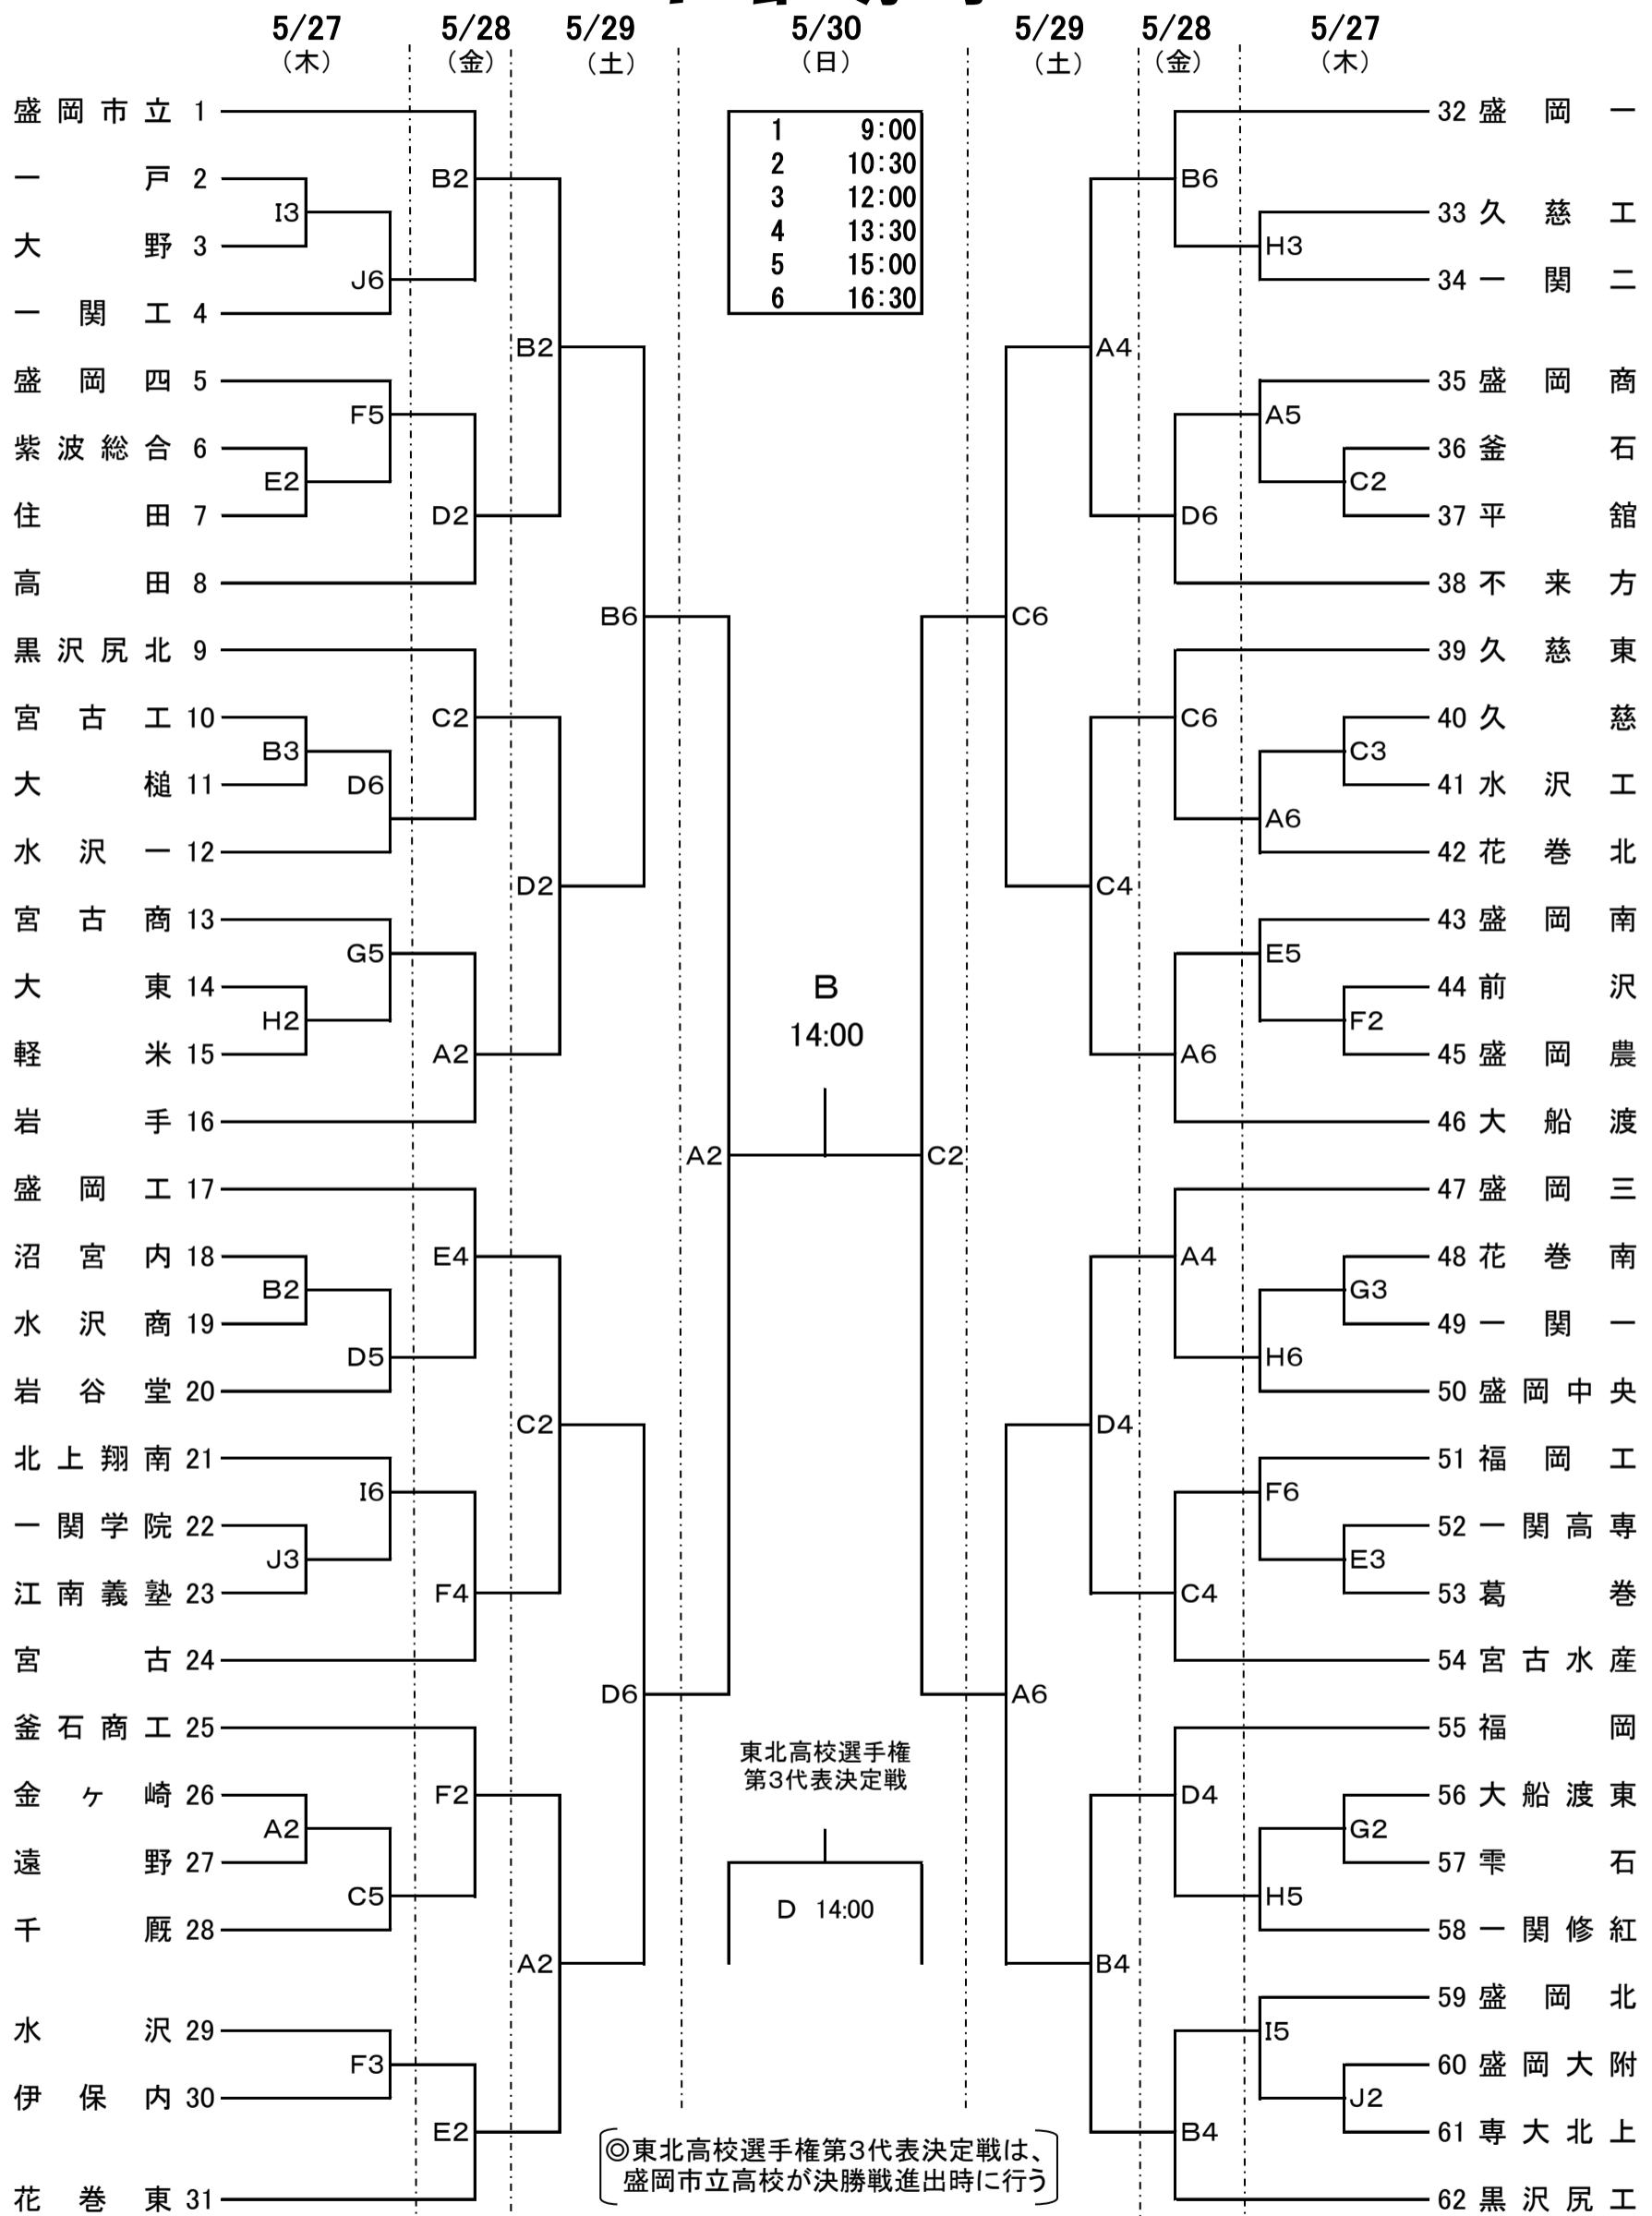 5/27 5/28 5/29 5/30 5/29 5/28 5/27
(木) (金) (土) (日) (土) (金) (木)
盛岡市立 1
一戸 2
大野 3
一関工 4
盛岡四 5
紫波総合 6
住田 7
高田 8
黒沢尻北 9
宮古工 10
大槌 11
水沢一 12
宮古商 13
大東 14
軽米 15
岩手 16
盛岡工 17
沼宮内 18
水沢商 19
岩谷堂 20
北上翔南 21
一関学院 22
江南義塾 23
宮古 24
釜石商工 25
金ヶ崎 26
遠野 27
千厩 28
水沢 29
伊保内 30
花巻東 31
I3
E2
B3
H2
B2
J3
A2
J6
F5
D6
G5
D5
I6
C5
F3
B2
D2
C2
A2
E4
F4
F2
E2
B2
D2
C2
A2
B6
D6
A2
1 9:00
2 10:30
3 12:00
4 13:30
5 15:00
6 16:30
B
14:00
東北高校選手権
第3代表決定戦
D 14:00
◎東北高校選手権第3代表決定戦は、
盛岡市立高校が決勝戦進出時に行う
C2
C6
A6
A4
C4
D4
B4
B6
D6
C6
A6
A4
C4
D4
B4
H3
A5
A6
E5
H6
F6
H5
I5
C2
C3
F2
G3
E3
G2
J2
32 盛岡一
33 久慈工
34 一関二
35 盛岡商
36 釜石
37 平舘
38 不来方
39 久慈東
40 久慈
41 水沢工
42 花巻北
43 盛岡南
44 前沢
45 盛岡農
46 大船渡
47 盛岡三
48 花巻南
49 一関一
50 盛岡中央
51 福岡工
52 一関高専
53 葛巻
54 宮古水産
55 福岡
56 大船渡東
57 雫石
58 一関修紅
59 盛岡北
60 盛岡大附
61 専大北上
62 黒沢尻工